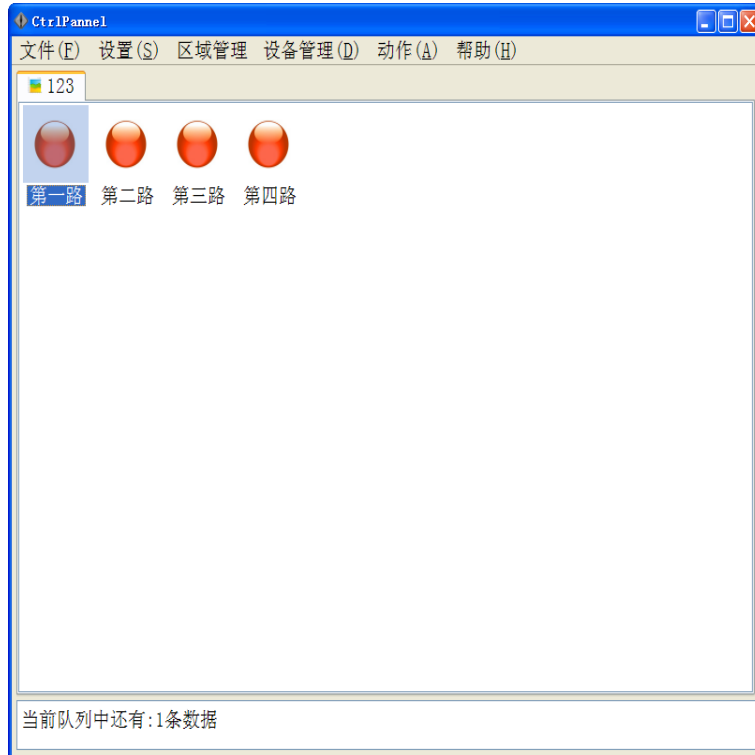 CtrlPannel
文件(F) 设置(S) 区域管理 设备管理(D) 动作(A) 帮助(H)
123
第一路 第二路 第三路 第四路
当前队列中还有:1条数据